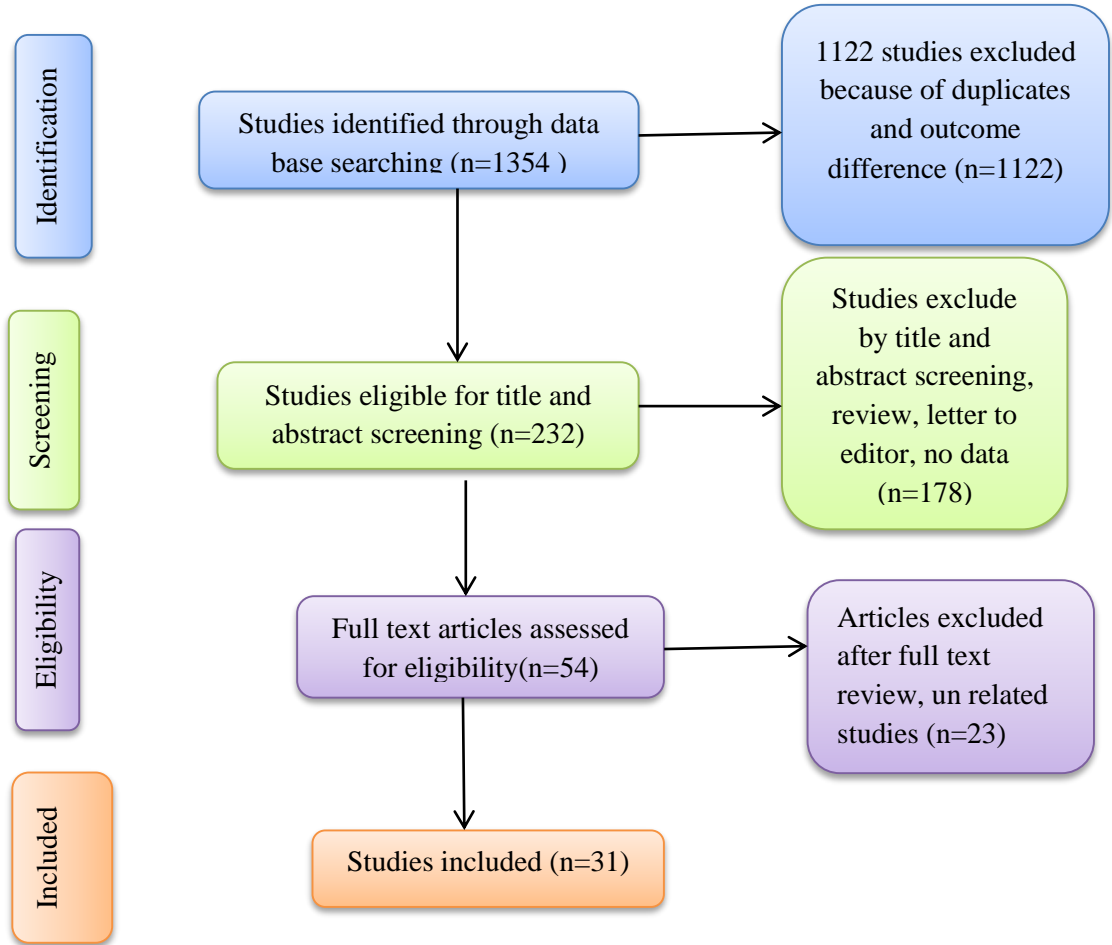 Identification
Studies identified through data
base searching (n=1354 )
1122 studies excluded
because of duplicates
and outcome
difference (n=1122)
Screening
Studies eligible for title and
abstract screening (n=232)
Studies exclude
by title and
abstract screening,
review, letter to
editor, no data
(n=178)
Eligibility
Full text articles assessed
for eligibility(n=54)
Articles excluded
after full text
review, un related
studies (n=23)
Included
Studies included (n=31)